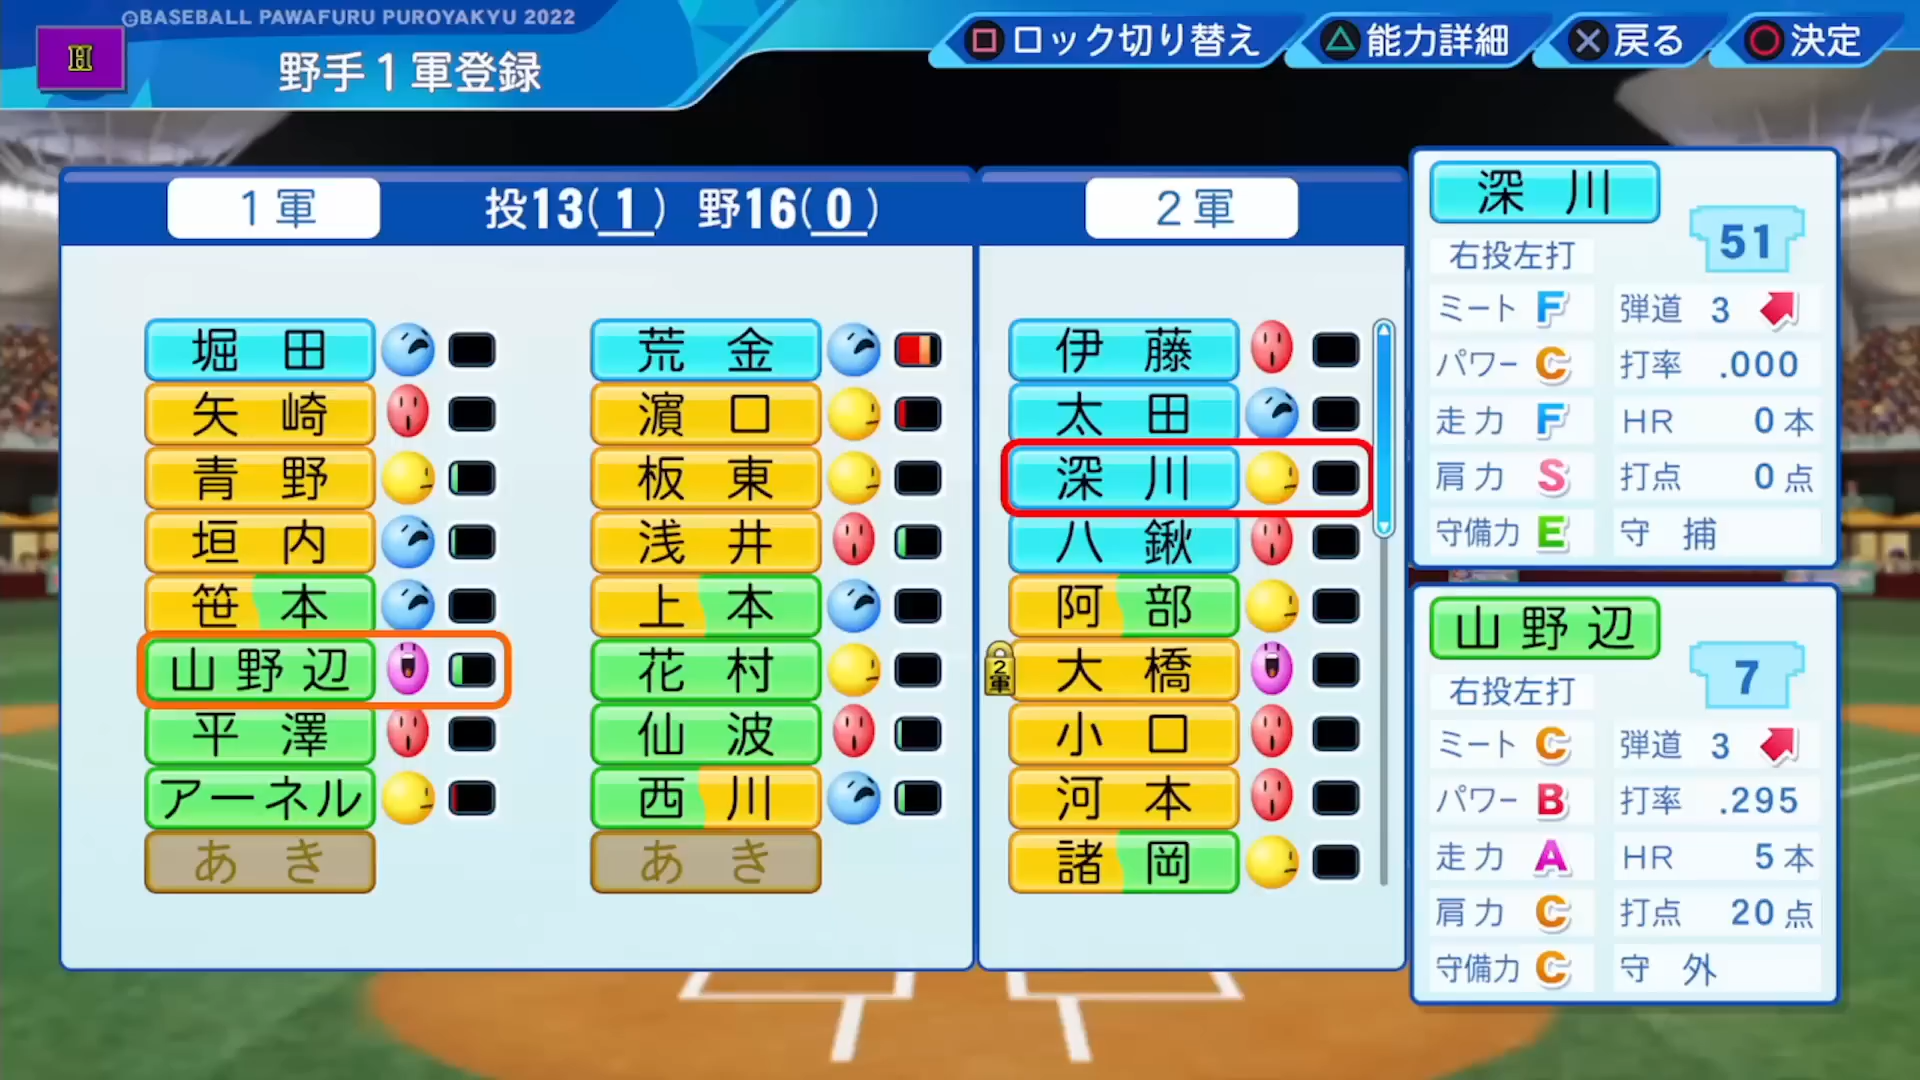 ©BASEBALL PAWAFURU PUROYAKYU 2022
H
野手1軍登録
ロック切り替え
能力詳細
戻る
決定
1軍
投13(1) 野16(0)
2軍
堀田
荒金
伊藤
矢崎
濵口
太田
青野
板東
深川
垣内
浅井
八鍬
笹本
上本
阿部
山野辺
花村
2軍
大橋
平澤
仙波
小口
アーネル
西川
河本
あき
あき
諸岡
深川
右投左打
51
ミート F 弾道 3
パワー C 打率 .000
走力 F HR 0本
肩力 S 打点 0点
守備力 E 守 捕
山野辺
右投左打
7
ミート C 弾道 3
パワー B 打率 .295
走力 A HR 5本
肩力 C 打点 20点
守備力 C 守 外